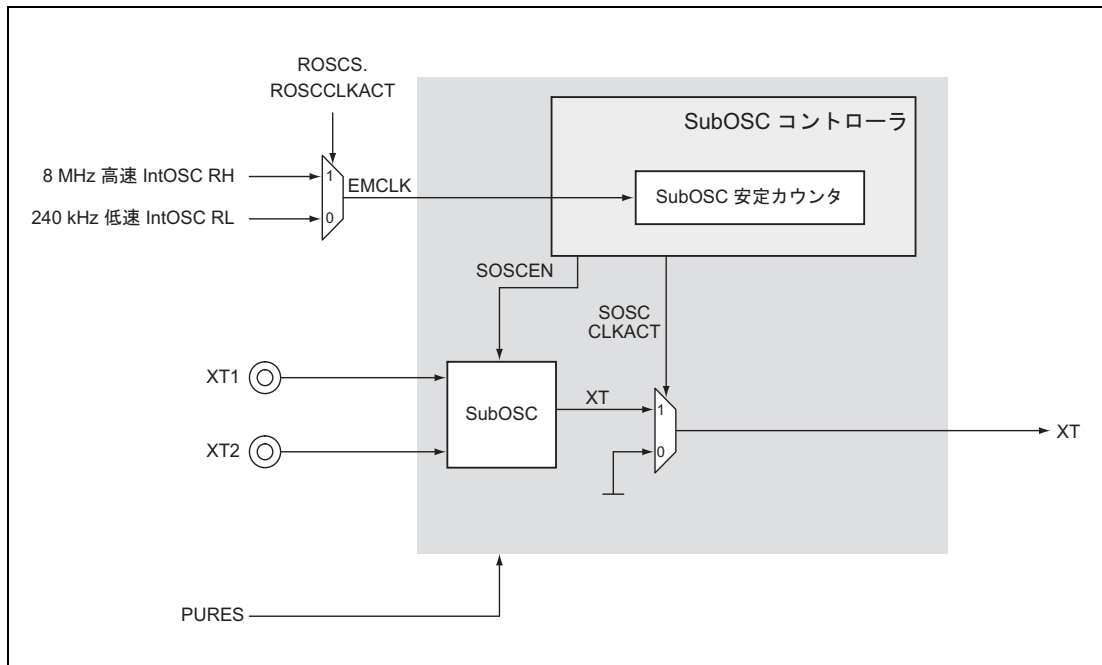 ROSCS.
ROSCCLKACT
SubOSC コントローラ
8 MHz 高速 IntOSC RH
1
EMCLK
SubOSC 安定カウンタ
240 kHz 低速 IntOSC RL
0
SOSCEN
SOSC
CLKACT
XT1
SubOSC
XT
1
XT
XT2
0
PURES